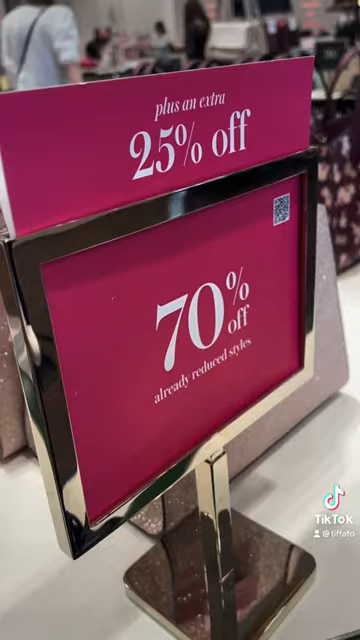 plus an extra
25% off
70% off
already reduced styles
TikTok
@tiffafo